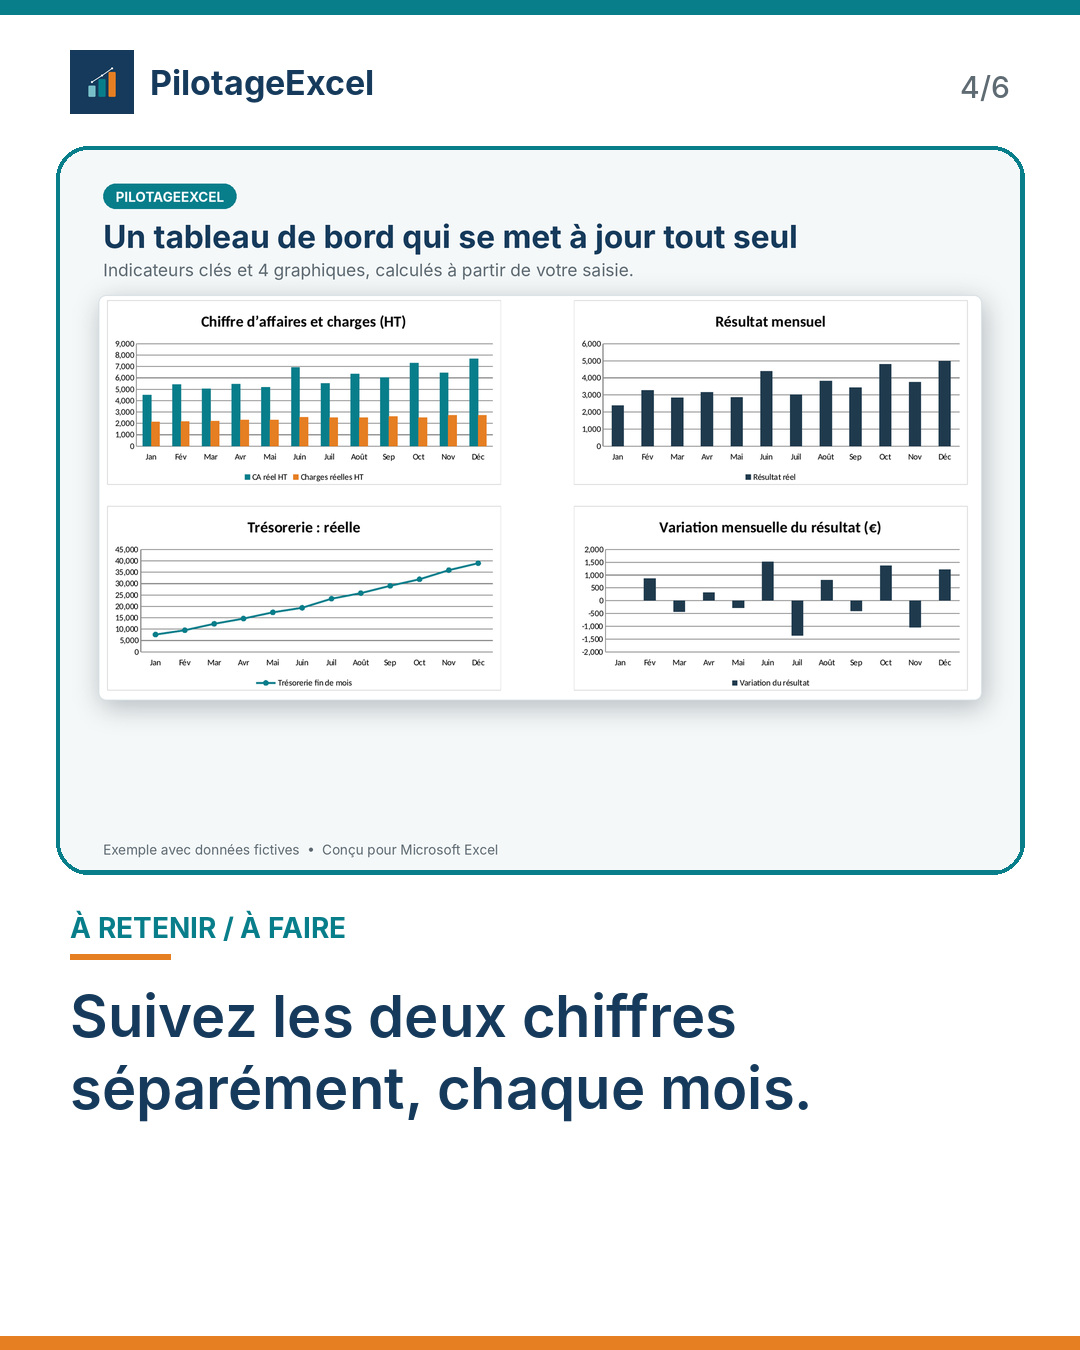 PilotageExcel
4/6
PILOTAGEEXCEL
Un tableau de bord qui se met à jour tout seul
Indicateurs clés et 4 graphiques, calculés à partir de votre saisie.
Chiffre d'affaires et charges (HT)
9,000
8,000
7,000
6,000
5,000
4,000
3,000
2,000
1,000
0
Jan Fév Mar Avr Mai Juin Juil Août Sep Oct Nov Déc
CA réel HT Charges réelles HT
Résultat mensuel
6,000
5,000
4,000
3,000
2,000
1,000
0
Jan Fév Mar Avr Mai Juin Juil Août Sep Oct Nov Déc
Résultat réel
Trésorerie : réelle
45,000
40,000
35,000
30,000
25,000
20,000
15,000
10,000
5,000
0
Jan Fév Mar Avr Mai Juin Juil Août Sep Oct Nov Déc
Trésorerie fin de mois
Variation mensuelle du résultat (€)
2,000
1,500
1,000
500
0
-500
-1,000
-1,500
-2,000
Jan Fév Mar Avr Mai Juin Juil Août Sep Oct Nov Déc
Variation du résultat
Exemple avec données fictives • Conçu pour Microsoft Excel
À RETENIR / À FAIRE
Suivez les deux chiffres
séparément, chaque mois.